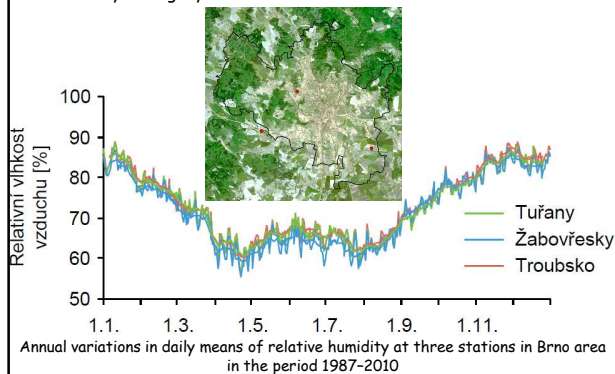 100
90
80
70
60
50
Relativní vlhkost
vzduchu [%]
1.1.
1.3.
1.5.
1.7.
1.9.
1.11.
Tuřany
Žabovřesky
Troubsko
Annual variations in daily means of relative humidity at three stations in Brno area
in the period 1987–2010